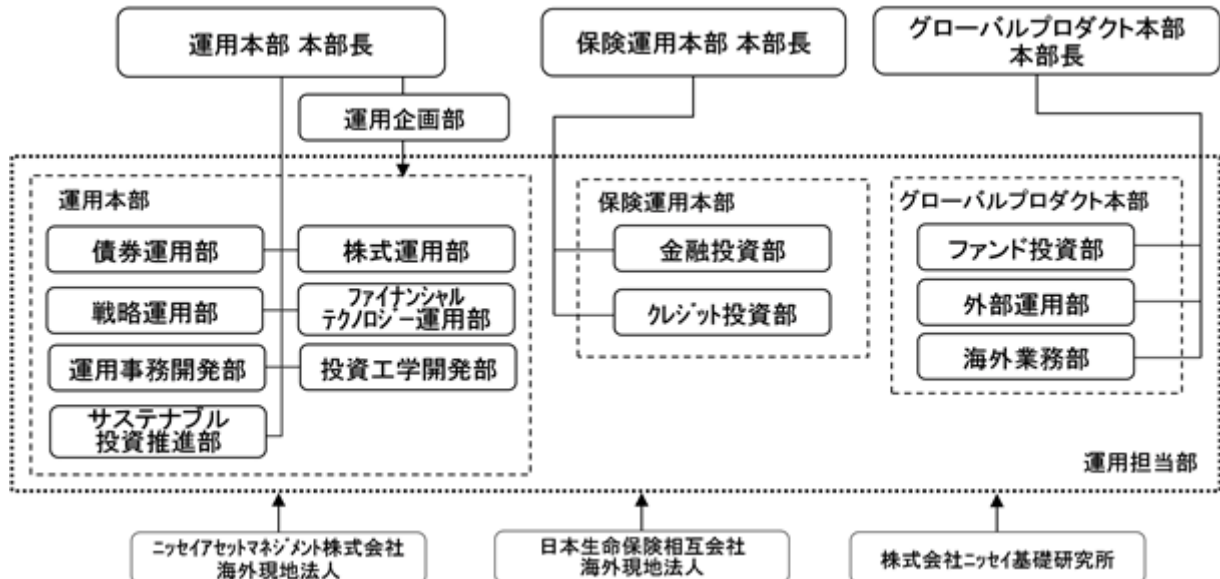 運用本部 本部長
保険運用本部 本部長
グローバルプロダクト本部
本部長
運用企画部
運用本部
債券運用部
株式運用部
戦略運用部
ファイナンシャル
テクノロジー運用部
運用事務開発部
投資工学開発部
サステナブル
投資推進部
保険運用本部
金融投資部
クレジット投資部
グローバルプロダクト本部
ファンド投資部
外部運用部
海外業務部
運用担当部
ニッセイアセットマネジメント株式会社
海外現地法人
日本生命保険相互会社
海外現地法人
株式会社ニッセイ基礎研究所